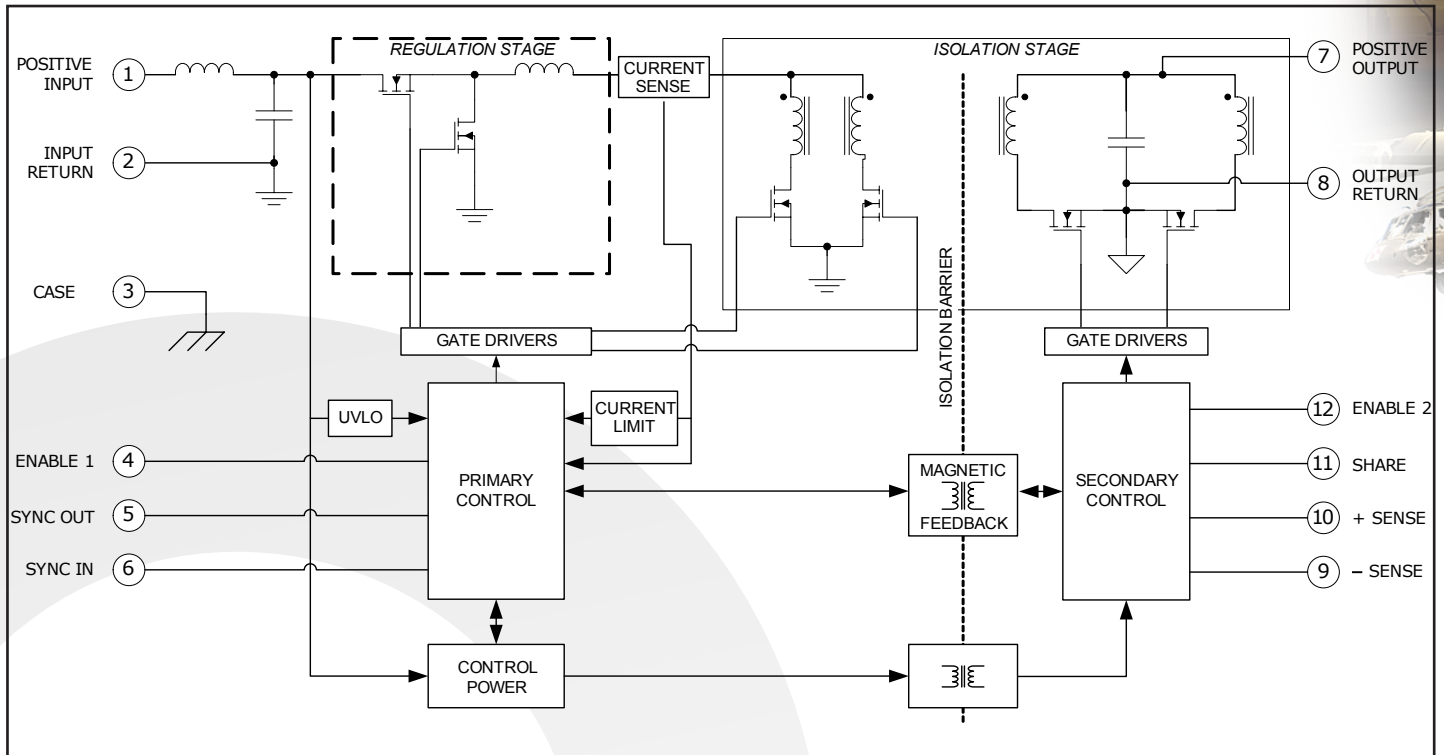 REGULATION STAGE
ISOLATION STAGE
POSITIVE
INPUT
1
CURRENT
SENSE
7
POSITIVE
OUTPUT
INPUT
RETURN
2
8
OUTPUT
RETURN
CASE
3
ISOLATION BARRIER
GATE DRIVERS
GATE DRIVERS
UVLO
CURRENT
LIMIT
12
ENABLE 2
ENABLE 1
4
PRIMARY
CONTROL
MAGNETIC
FEEDBACK
SECONDARY
CONTROL
11
SHARE
SYNC OUT
5
10
+ SENSE
SYNC IN
6
9
− SENSE
CONTROL
POWER